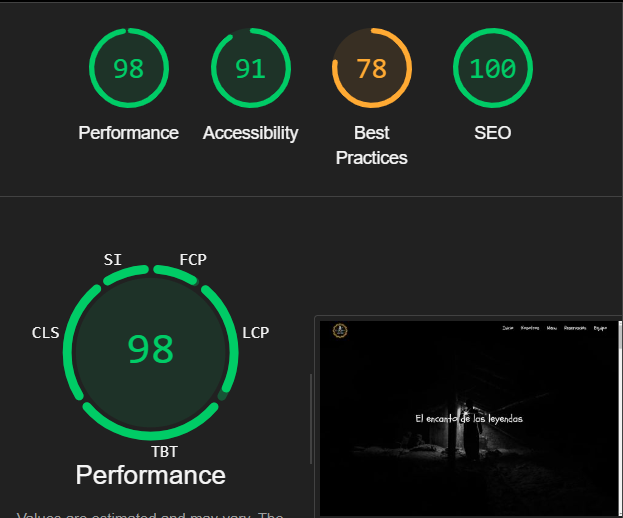 98
91
78
100
Performance
Accessibility
Best
Practices
SEO
SI
FCP
CLS
LCP
98
TBT
Performance
Inicio Nosotros Menu Reservación Equipo
El encanto de las leyendas
Values are estimated and may vary. The